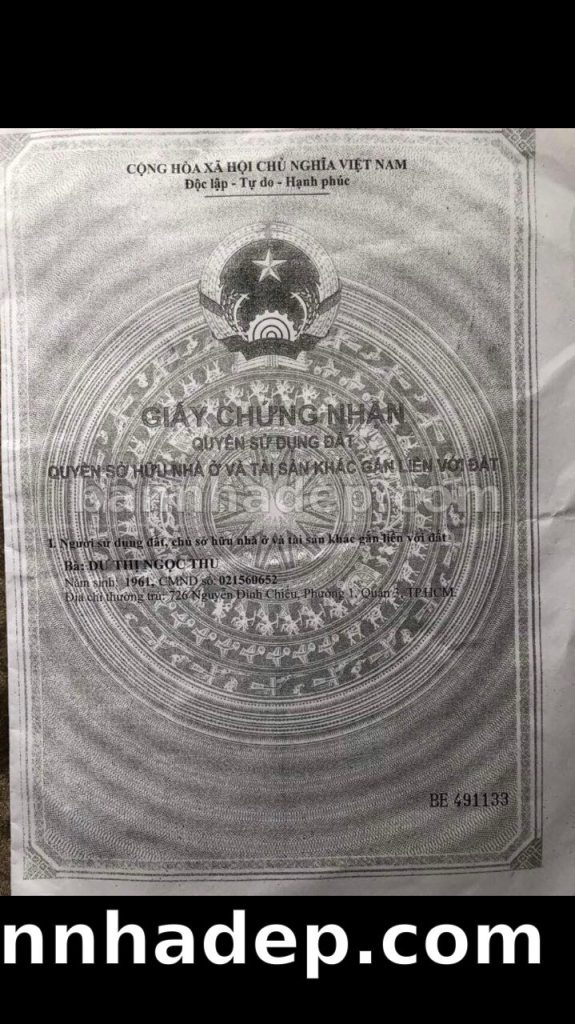 CỘNG HÒA XÃ HỘI CHỦ NGHĨA VIỆT NAM
Độc lập - Tự do - Hạnh phúc
GIẤY CHỨNG NHẬN
QUYỀN SỬ DỤNG ĐẤT
QUYỀN SỞ HỮU NHÀ Ở VÀ TÀI SẢN KHÁC GẮN LIỀN VỚI ĐẤT
bannhadep.com
I. Người sử dụng đất, chủ sở hữu nhà ở và tài sản khác gắn liền với đất
Bà: DƯ THỊ NGỌC THU
Năm sinh: 1961, CMND số: 021560652
Địa chỉ thường trú: 726 Nguyễn Đình Chiểu, Phường 1, Quận 3, TP.HCM.
BE 491133
nnhadep.com